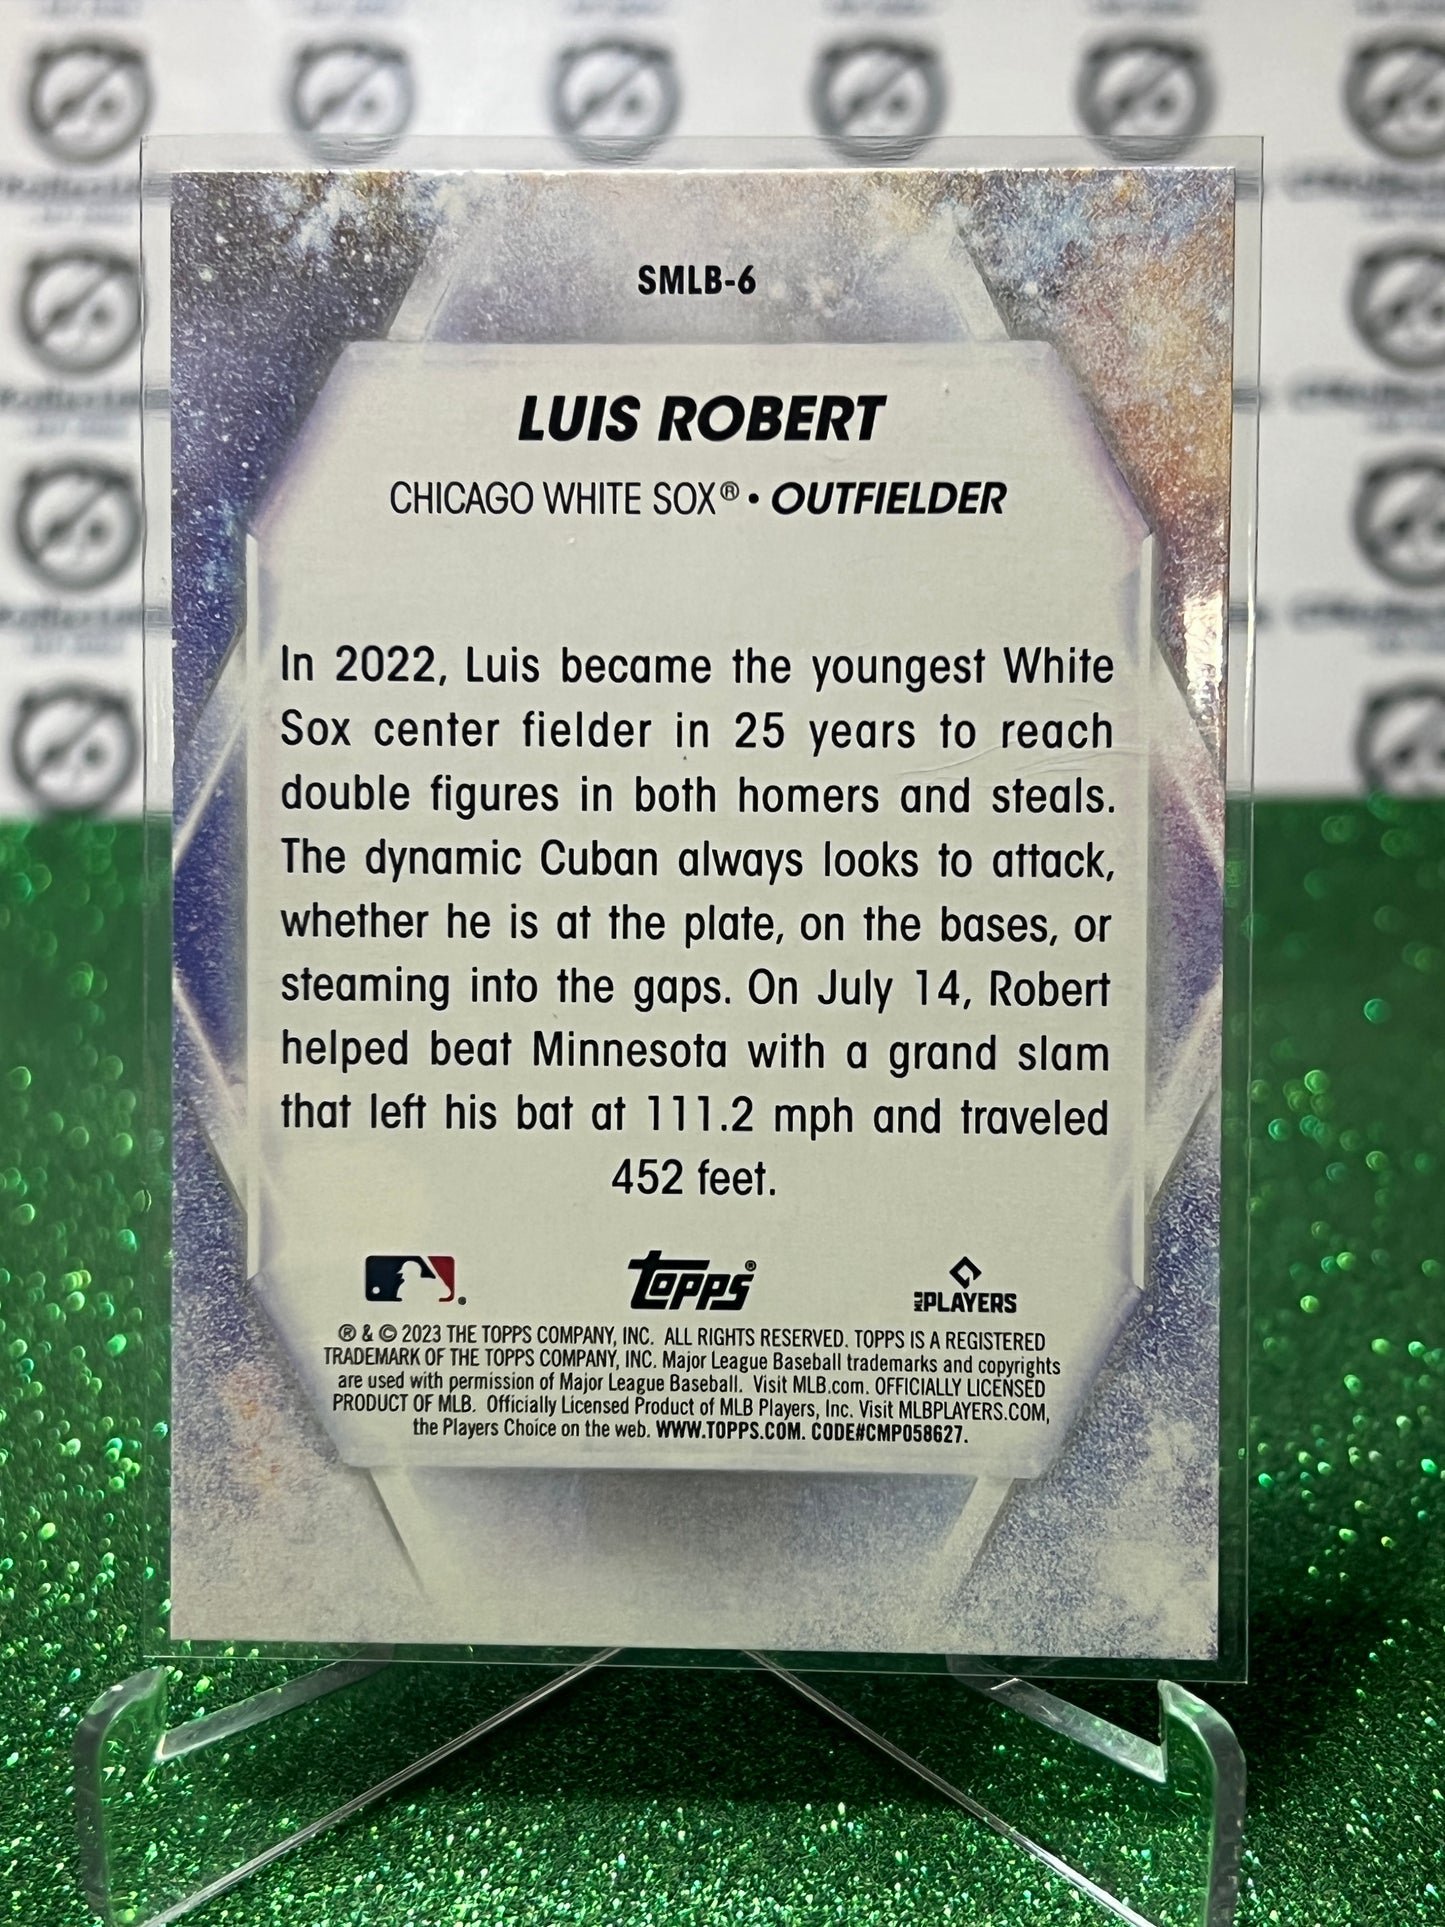 SMLB-6
LUIS ROBERT
CHICAGO WHITE SOX® • OUTFIELDER
In 2022, Luis became the youngest White
Sox center fielder in 25 years to reach
double figures in both homers and steals.
The dynamic Cuban always looks to attack,
whether he is at the plate, on the bases, or
steaming into the gaps. On July 14, Robert
helped beat Minnesota with a grand slam
that left his bat at 111.2 mph and traveled
452 feet.
topps®
MLB PLAYERS
® & © 2023 THE TOPPS COMPANY, INC. ALL RIGHTS RESERVED. TOPPS IS A REGISTERED
TRADEMARK OF THE TOPPS COMPANY, INC. Major League Baseball trademarks and copyrights
are used with permission of Major League Baseball. Visit MLB.com. OFFICIALLY LICENSED
PRODUCT OF MLB. Officially Licensed Product of MLB Players, Inc. Visit MLBPLAYERS.COM,
the Players Choice on the web. WWW.TOPPS.COM. CODE#CMP058627.